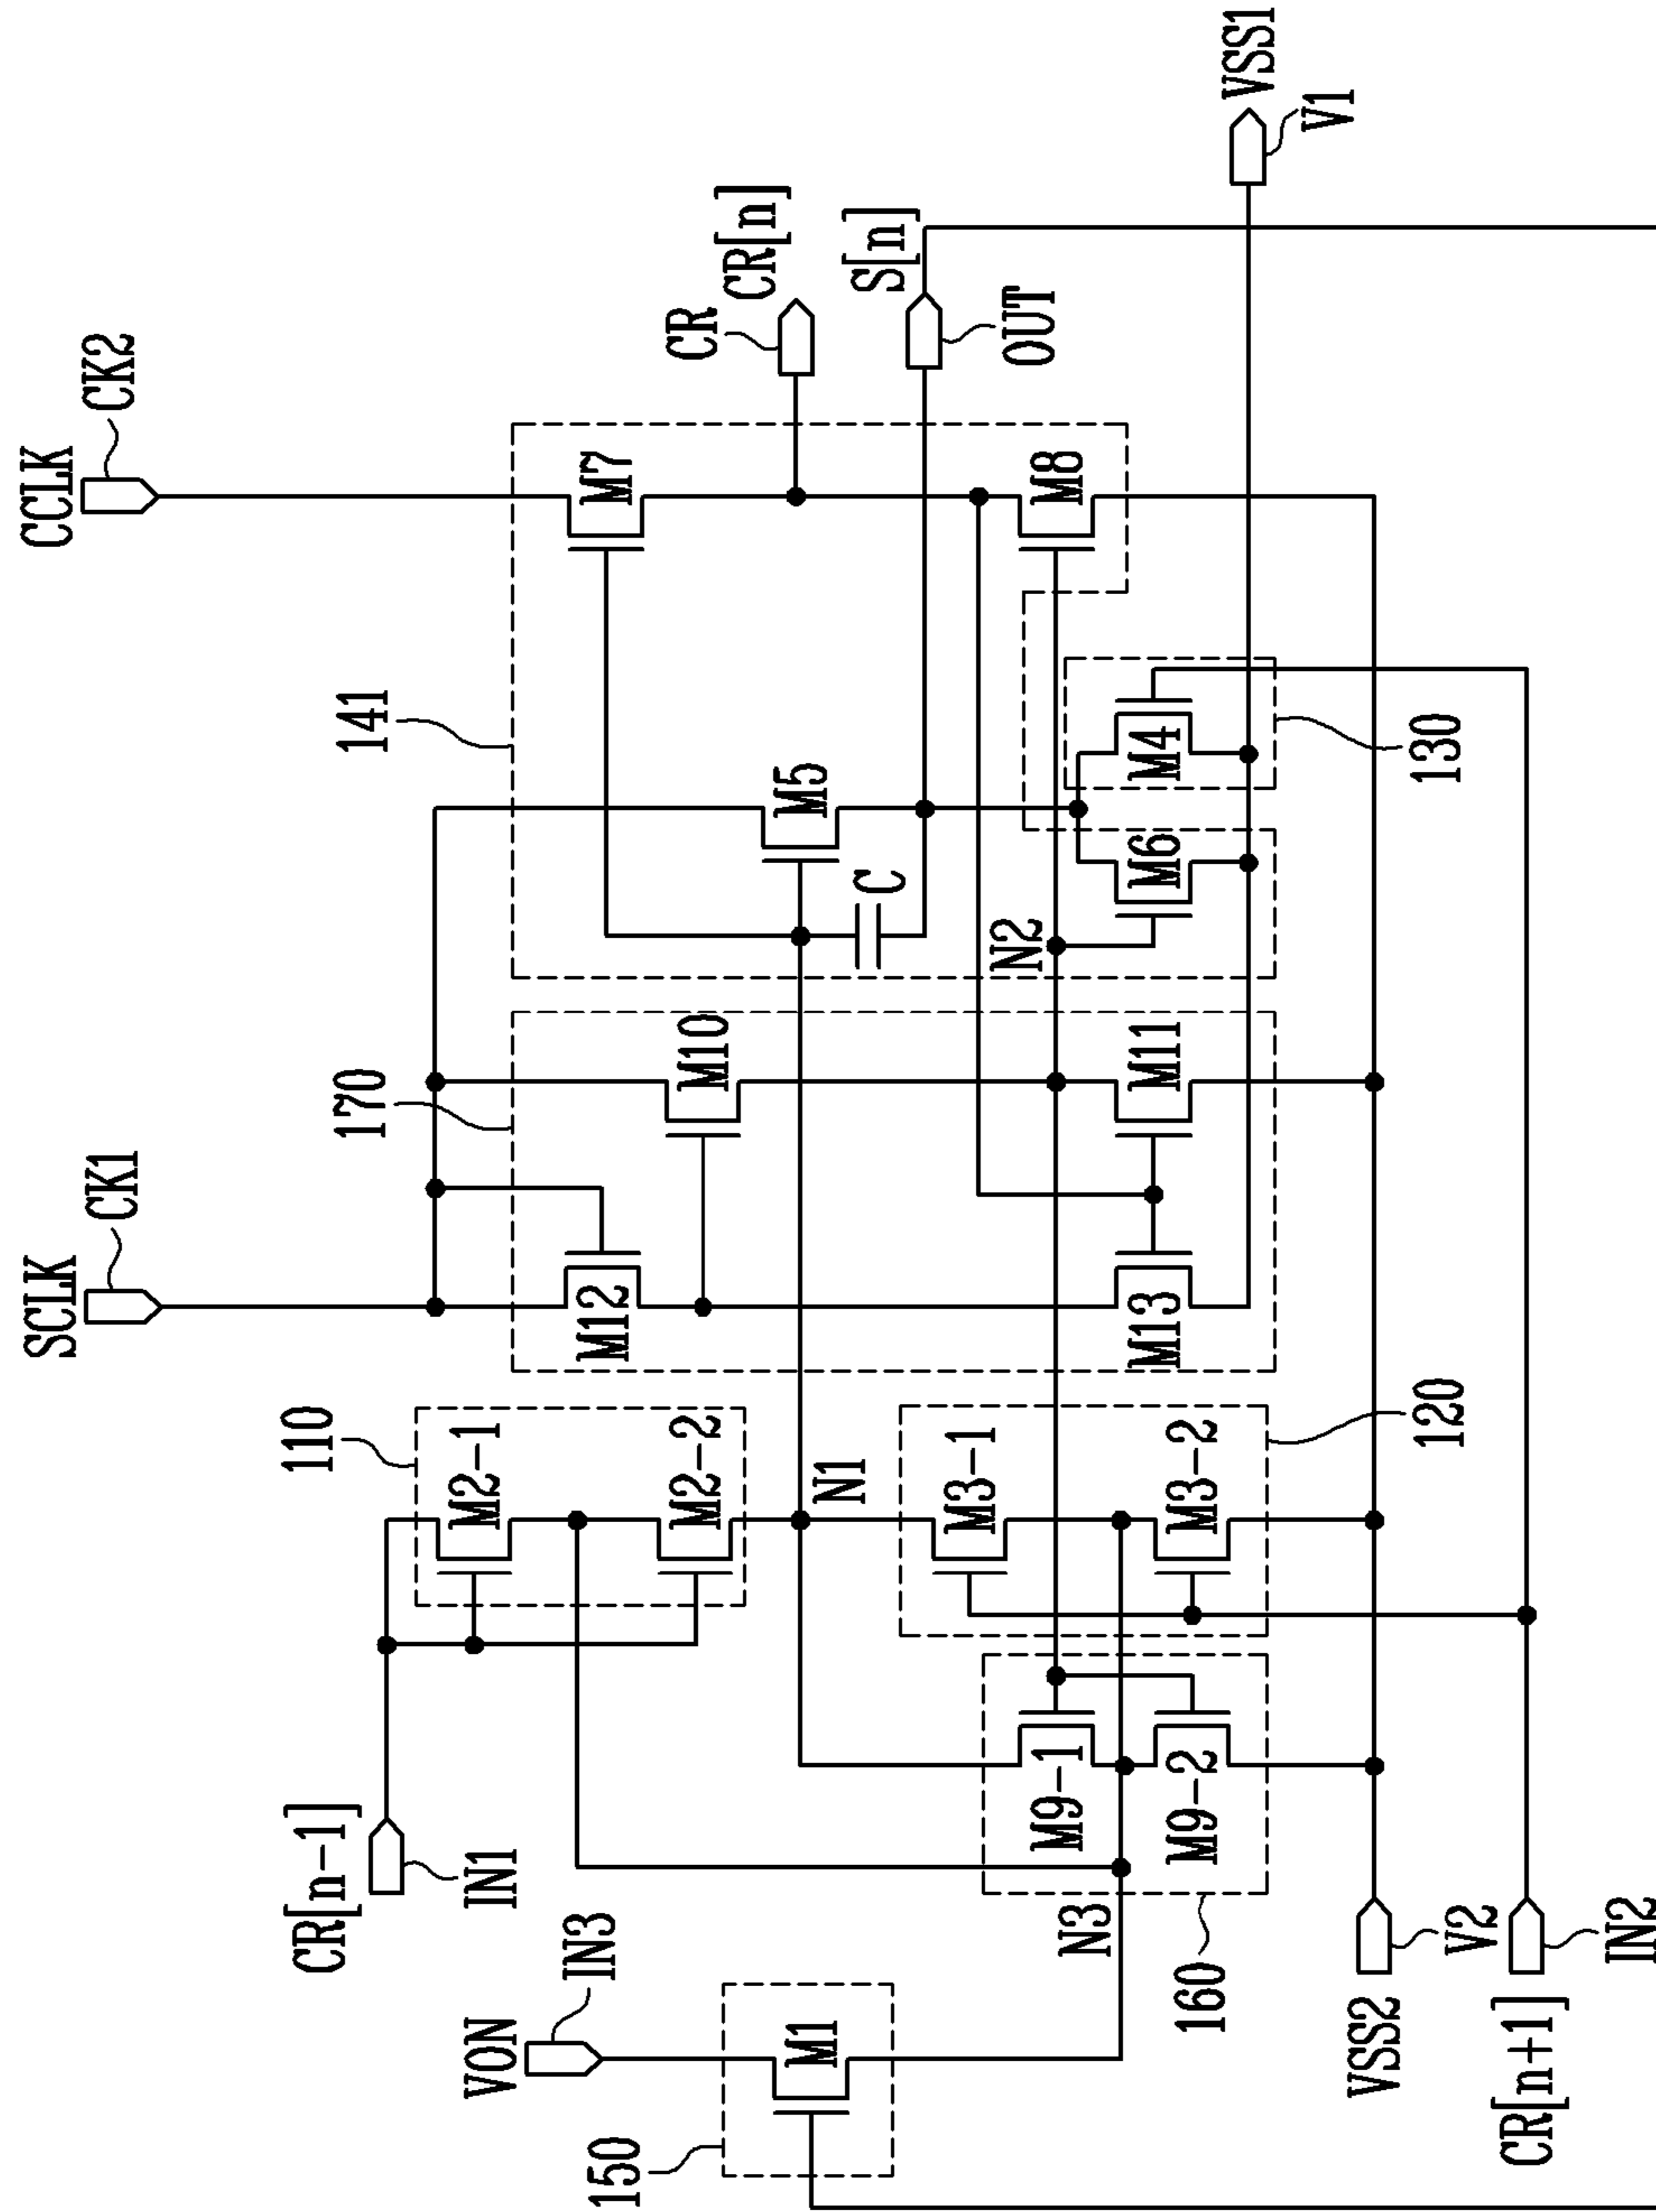 SCLK
CK1
CCLK
CK2
CR[n-1]
IN1
VON
IN3
110
M2-1
M2-2
170
M12
M10
M13
M11
141
M7
M5
C
M8
M6
N2
CR
CR[n]
S[n]
OUT
150
M1
N1
N3
M9-1
M9-2
160
M3-1
M3-2
120
M4
130
VSS1
V1
VSS2
V2
CR[n+1]
IN2